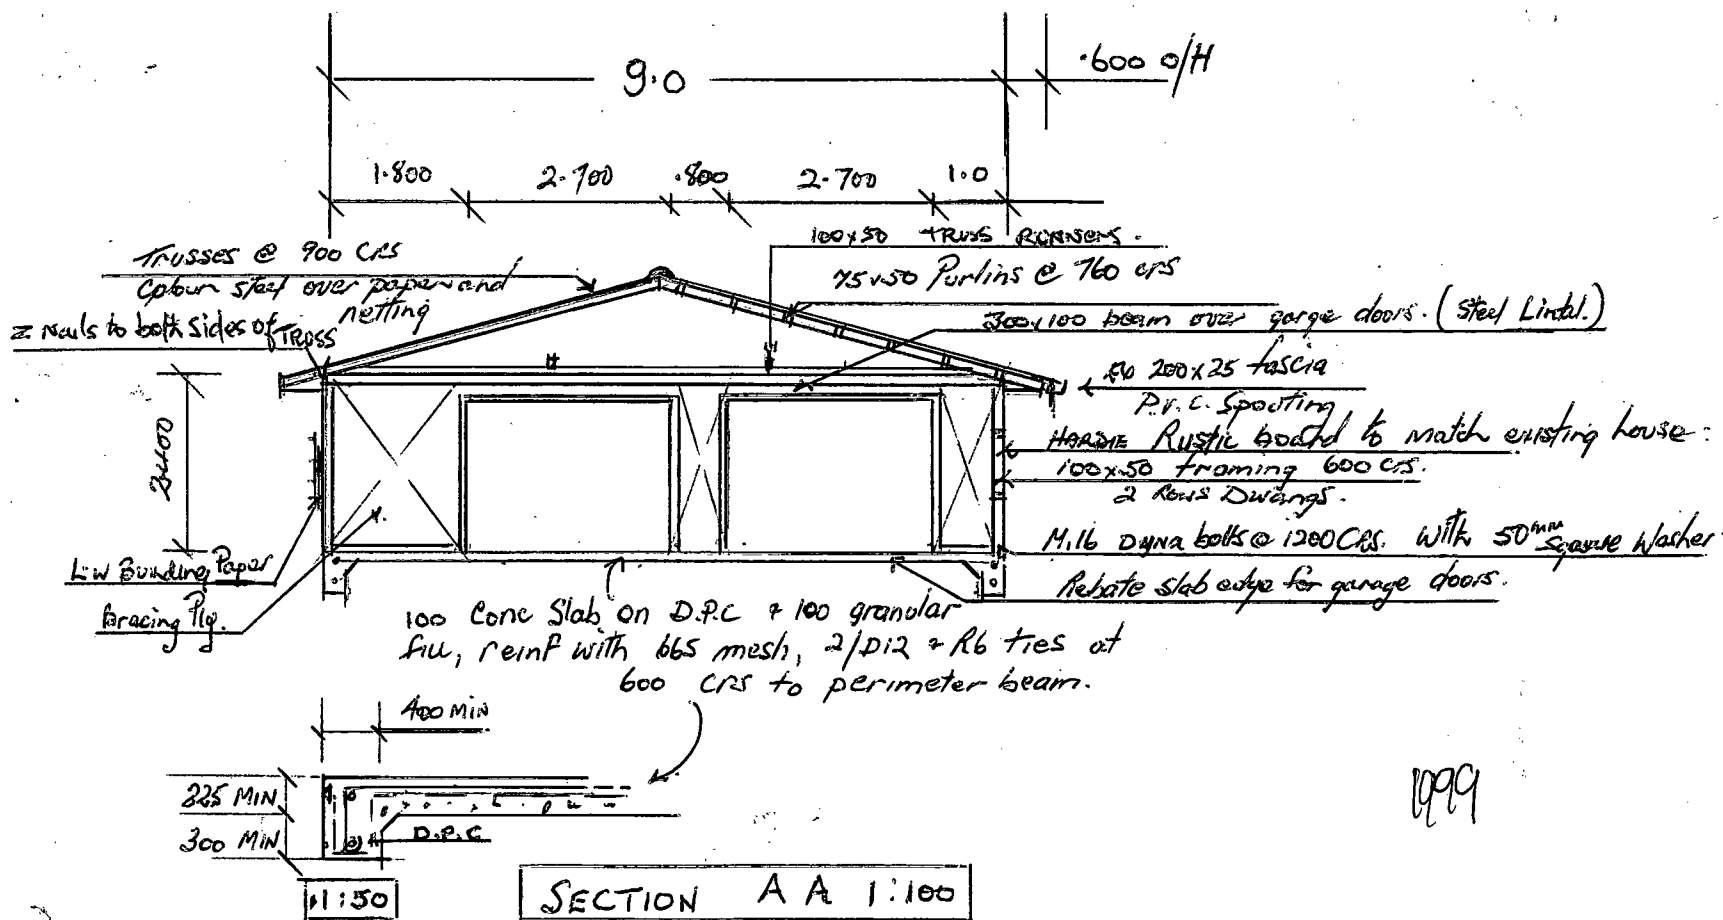 9.0
.600 O/H
1.800
2.700
.800
2.700
1.0
Trusses @ 900 CRS
100x50 TRUSS RUNNERS.
Colour steel over paper and
netting
75x50 Purlins @ 760 crs
Z Nails to both sides of TRUSS
300x100 beam over garge doors. (Steel Lintal.)
200x25 fascia
P.V.C. Spouting
2400
HARDIE Rustic board to match existing house.
100x50 framing 600 crs.
2 Rows Dwangs.
M.16 Dyna bolts @ 1200 CRS. With 50mm Square Washer
L.W Building Paper
Rebate slab edge for garage doors.
Bracing Ply.
100 Conc Slab on D.P.C + 100 granular
fill, reinf with 665 mesh, 2/D12 + R6 ties at
600 crs to perimeter beam.
400 MIN
225 MIN
300 MIN
D.P.C
1:50
SECTION A A 1:100
1999